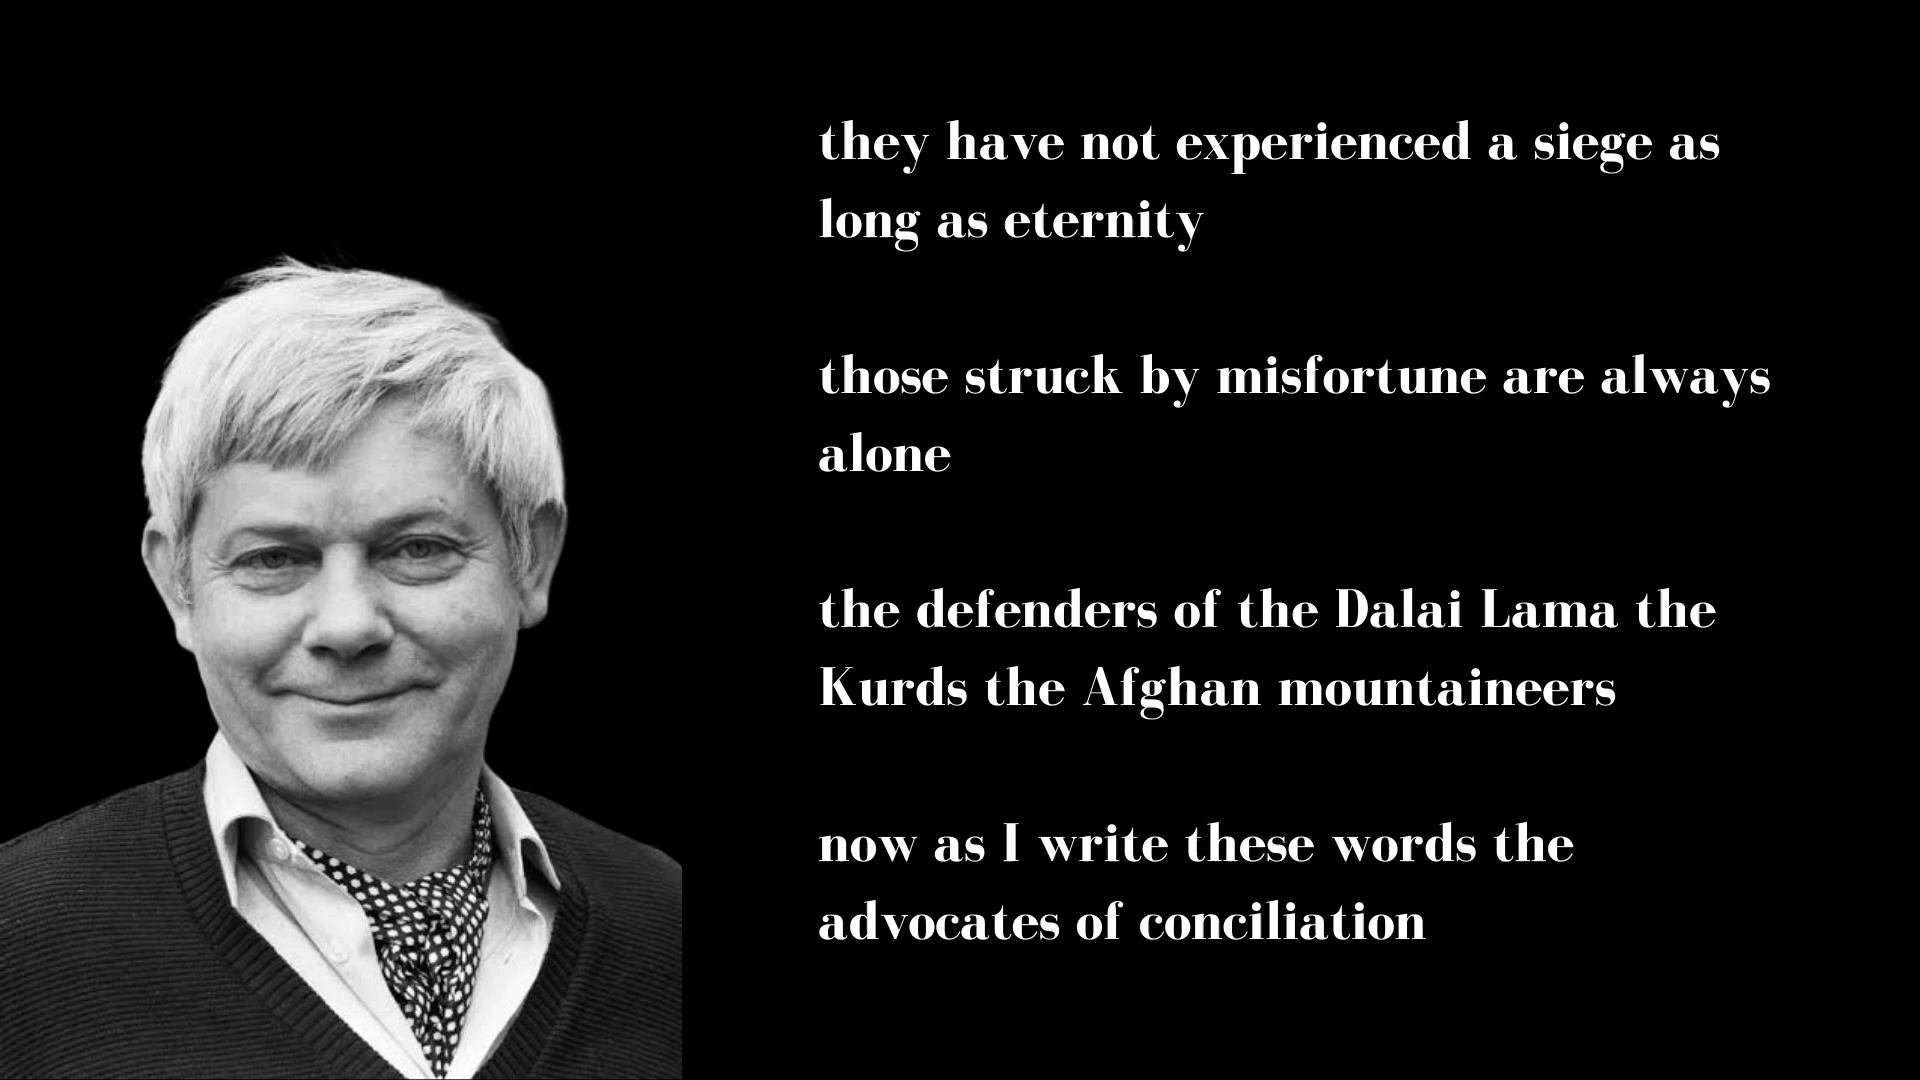 they have not experienced a siege as
long as eternity
those struck by misfortune are always
alone
the defenders of the Dalai Lama the
Kurds the Afghan mountaineers
now as I write these words the
advocates of conciliation